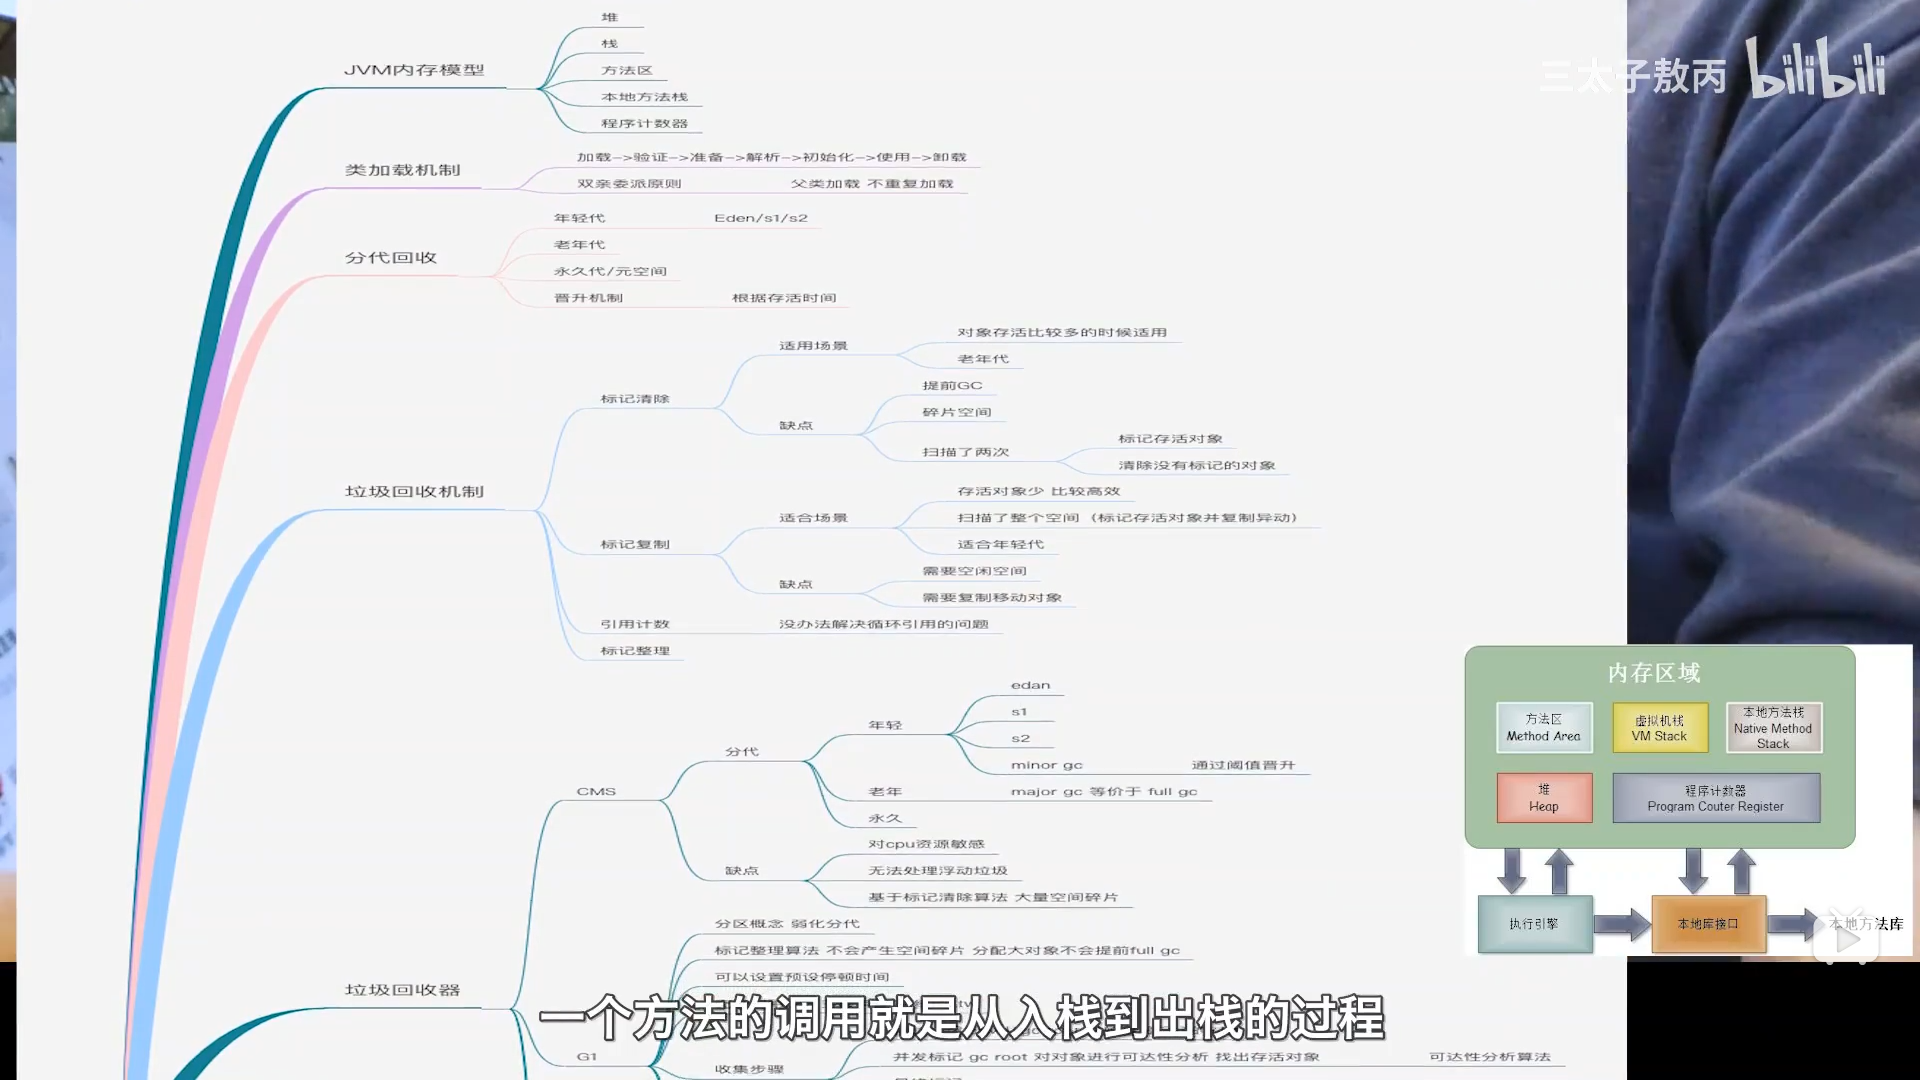 堆
栈
JVM内存模型
方法区
本地方法栈
程序计数器
三太子敖丙 bilibili
加载->验证->准备->解析->初始化->使用->卸载
类加载机制
双亲委派原则 父类加载 不重复加载
年轻代 Eden/s1/s2
老年代
分代回收
永久代/元空间
晋升机制 根据存活时间
对象存活比较多的时候适用
适用场景
老年代
提前GC
标记清除
碎片空间
缺点
扫描了两次
标记存活对象
清除没有标记的对象
垃圾回收机制
存活对象少 比较高效
适合场景
扫描了整个空间（标记存活对象并复制异动）
标记复制
适合年轻代
需要空闲空间
缺点
需要复制移动对象
引用计数 没办法解决循环引用的问题
标记整理
edan
s1
年轻
s2
分代
minor gc 通过阈值晋升
CMS
老年 major gc 等价于 full gc
永久
对cpu资源敏感
缺点
无法处理浮动垃圾
基于标记清除算法 大量空间碎片
分区概念 弱化分代
标记整理算法 不会产生空间碎片 分配大对象不会提前full gc
可以设置预设停顿时间
垃圾回收器
G1
并发标记 gc root 对对象进行可达性分析 找出存活对象 可达性分析算法
收集步骤
内存区域
方法区
Method Area
虚拟机栈
VM Stack
本地方法栈
Native Method
Stack
堆
Heap
程序计数器
Program Couter Register
执行引擎
本地库接口
本地方法库
一个方法的调用就是从入栈到出栈的过程